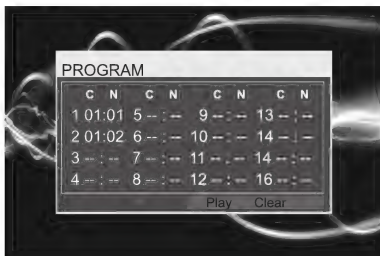 PROGRAM
C N C N C N C N
1 01:01 5 --:-- 9 --:-- 13 --:--
2 01:02 6 --:-- 10 --:-- 14 --:--
3 --:-- 7 --:-- 11 --:-- 14 --:--
4 --:-- 8 --:-- 12 --:-- 16 --:--
Play Clear